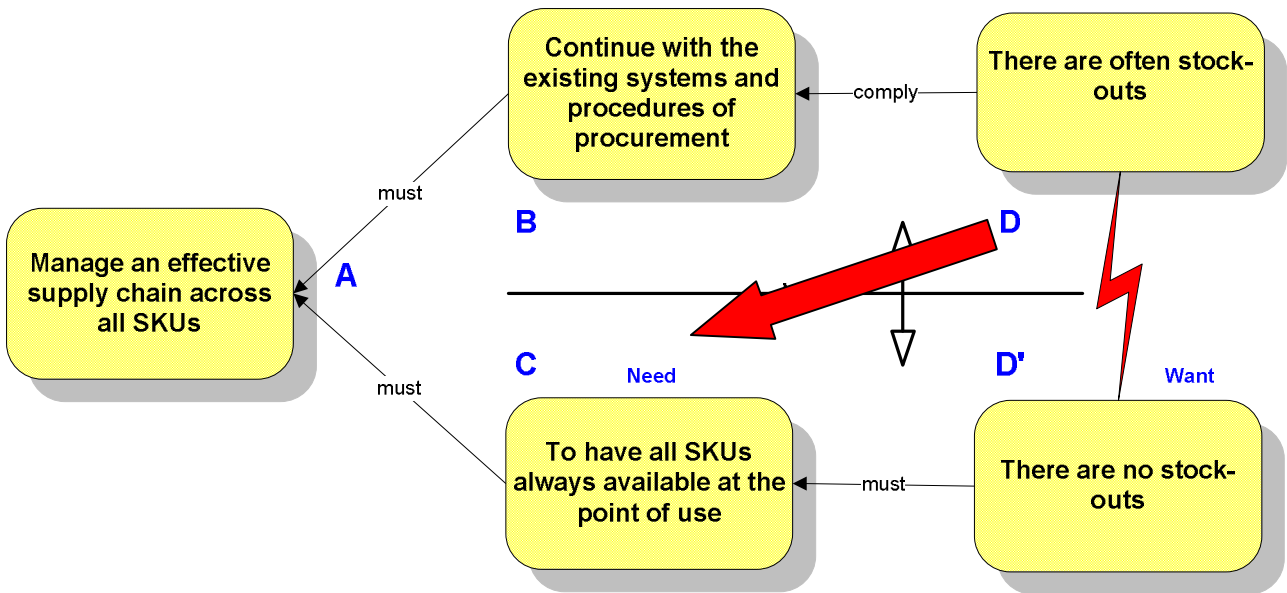 Continue with the
existing systems and
procedures of
procurement
There are often stock-
outs
comply
must
B
D
Manage an effective
supply chain across
all SKUs
A
C
Need
D'
Want
must
To have all SKUs
always available at the
point of use
must
There are no stock-
outs